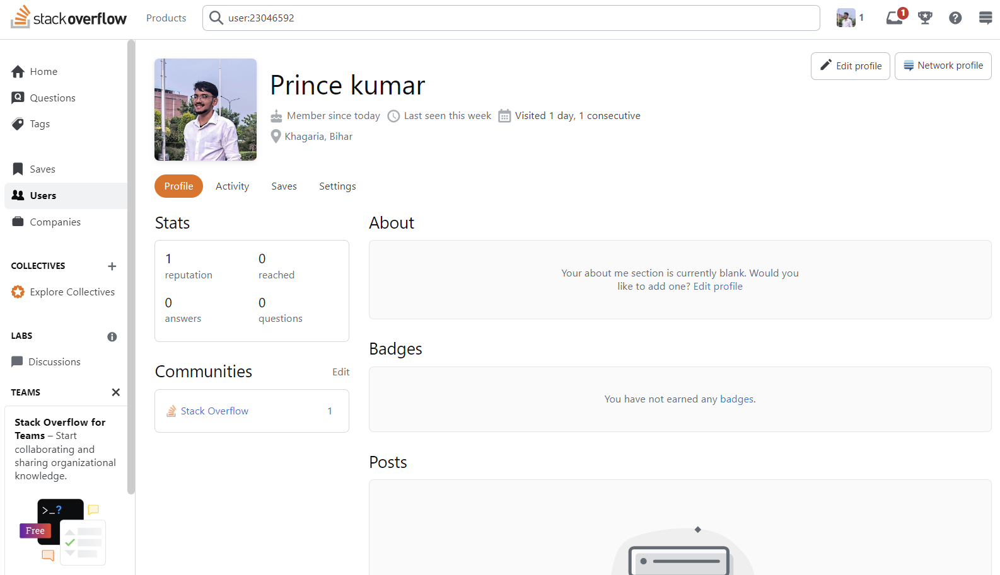 stackoverflow
Products
user:23046592
1
1
Home
Questions
Tags
Saves
Users
Companies
COLLECTIVES
Explore Collectives
LABS
Discussions
TEAMS
Stack Overflow for
Teams – Start
collaborating and
sharing organizational
knowledge.
>_?
Free
Prince kumar
Edit profile
Network profile
Member since today
Last seen this week
Visited 1 day, 1 consecutive
Khagaria, Bihar
Profile
Activity
Saves
Settings
Stats
1
reputation
0
reached
0
answers
0
questions
Communities
Edit
Stack Overflow
1
About
Your about me section is currently blank. Would you
like to add one? Edit profile
Badges
You have not earned any badges.
Posts